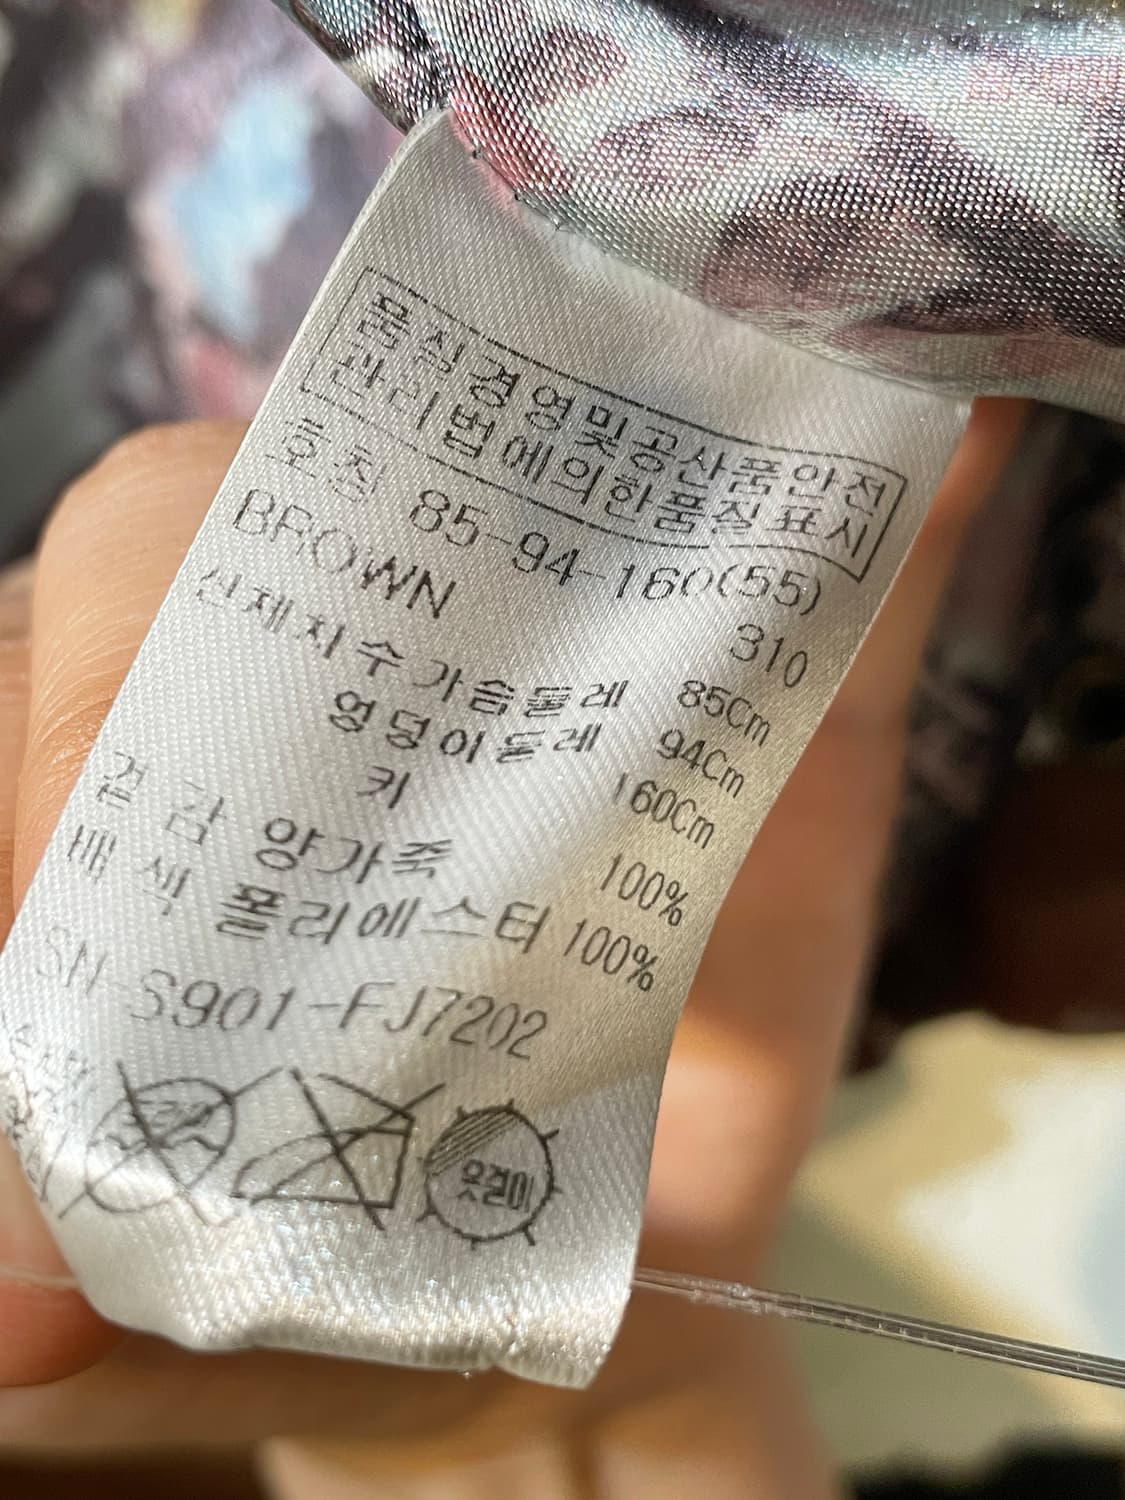 품질경영및공산품안전
관리법에의한품질표시
호칭 85-94-160(55)
BROWN 310
신체치수 가슴둘레 85Cm
엉덩이둘레 94Cm
키 160Cm
겉 감 양가죽 100%
배 색 폴리에스터 100%
SN-S901-FJ7202
옷걸이